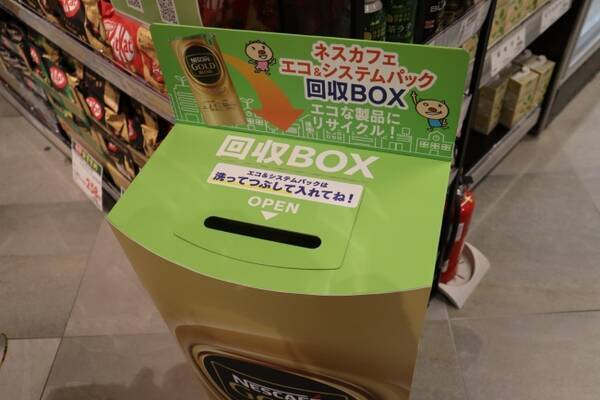 ネスカフェ
エコ&システムパック
回収BOX
エコな製品に
リサイクル!
NESCAFÉ
GOLD
BLEND
回収BOX
エコ&システムパックは
洗ってつぶして入れてね!
OPEN
NESCAFÉ
KitKat